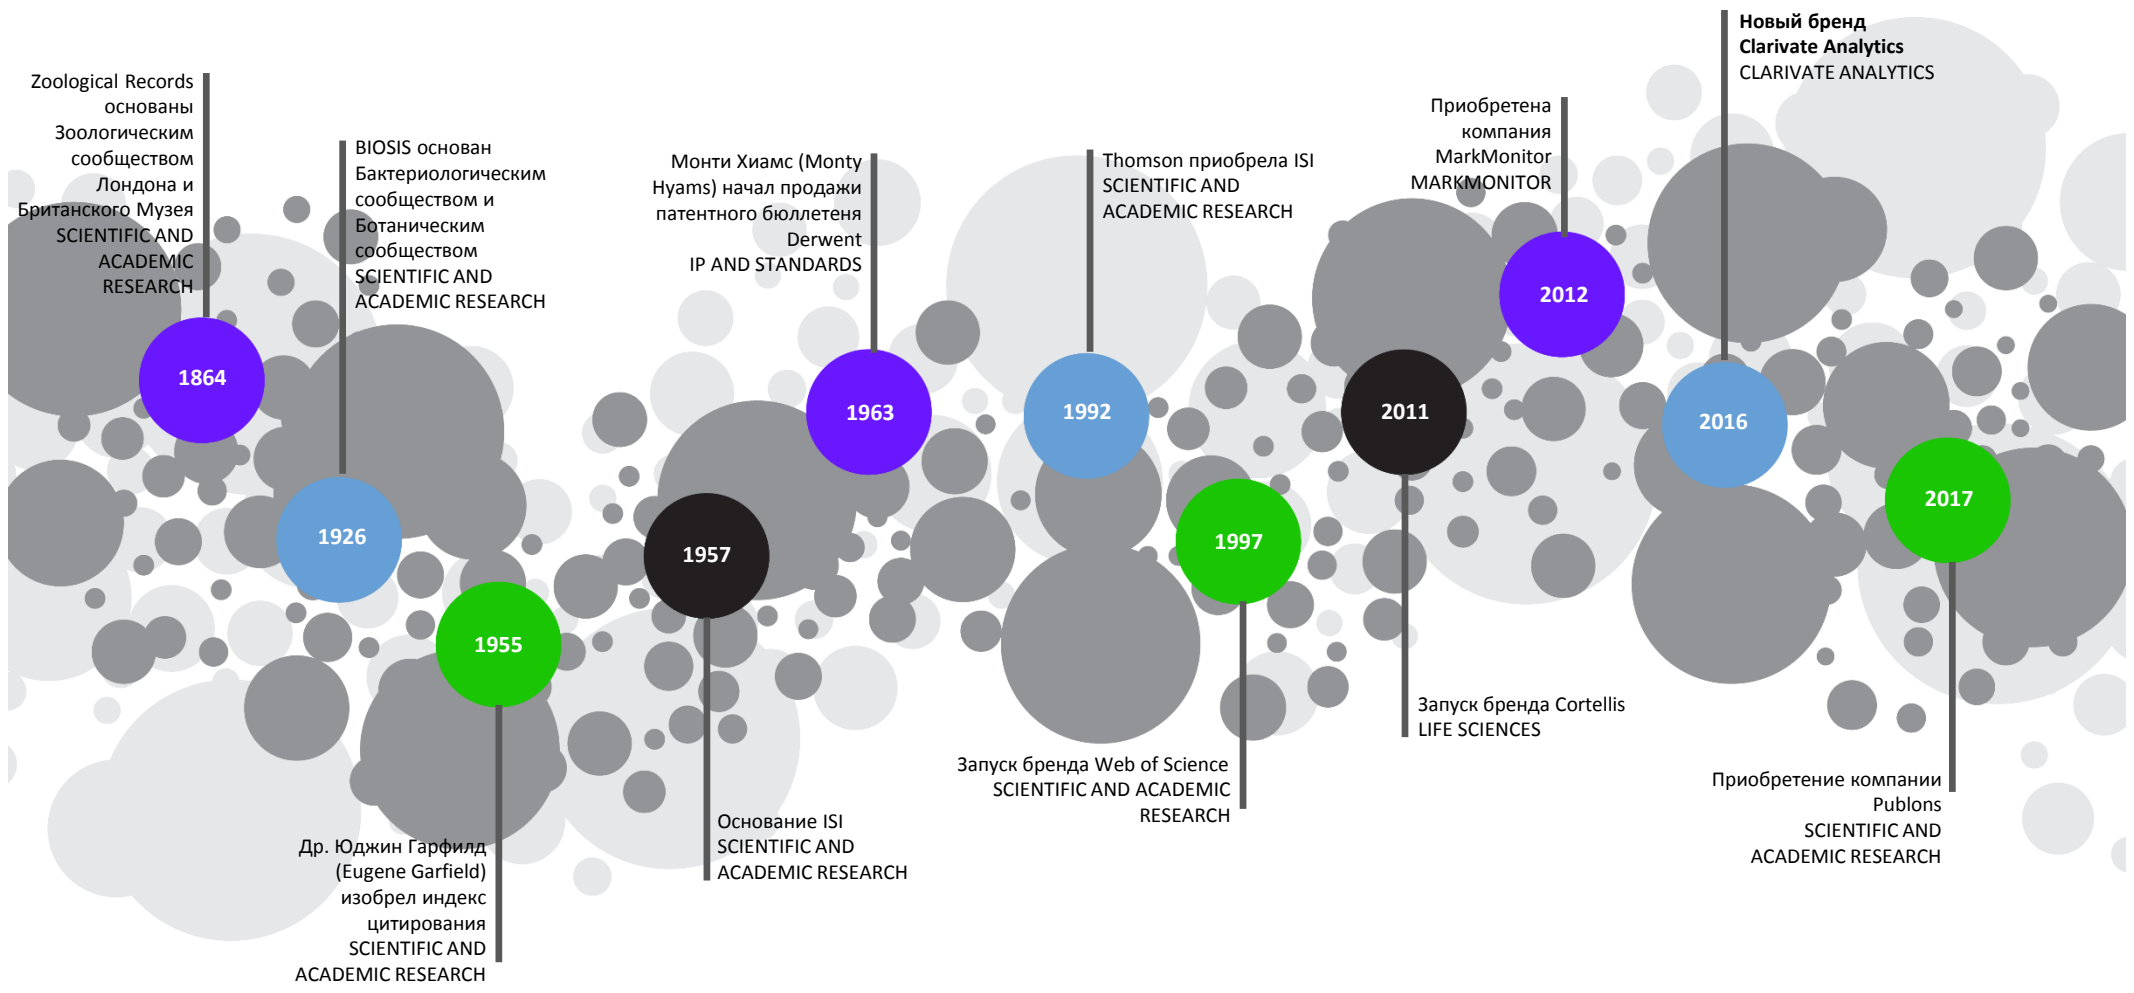 Zoological Records
основаны
Зоологическим
сообществом
Лондона и
Британского Музея
SCIENTIFIC AND
ACADEMIC
RESEARCH
1864
BIOSIS основан
Бактериологическим
сообществом и
Ботаническим
сообществом
SCIENTIFIC AND
ACADEMIC RESEARCH
1926
1955
Др. Юджин Гарфилд
(Eugene Garfield)
изобрел индекс
цитирования
SCIENTIFIC AND
ACADEMIC RESEARCH
1957
Основание ISI
SCIENTIFIC AND
ACADEMIC RESEARCH
Монти Хиамс (Monty
Hyams) начал продажи
патентного бюллетеня
Derwent
IP AND STANDARDS
1963
Thomson приобрела ISI
SCIENTIFIC AND
ACADEMIC RESEARCH
1992
1997
Запуск бренда Web of Science
SCIENTIFIC AND ACADEMIC
RESEARCH
2011
Запуск бренда Cortellis
LIFE SCIENCES
Приобретена
компания
MarkMonitor
MARKMONITOR
2012
Новый бренд
Clarivate Analytics
CLARIVATE ANALYTICS
2016
2017
Приобретение компании
Publons
SCIENTIFIC AND
ACADEMIC RESEARCH